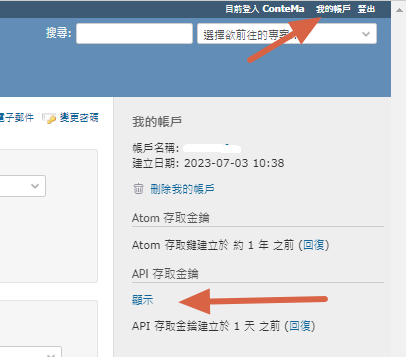 目前登入 ConteMa 我的帳戶 登出
搜尋: 選擇欲前往的專案
電子郵件 變更密碼
我的帳戶
帳戶名稱:
建立日期: 2023-07-03 10:38
刪除我的帳戶
Atom 存取金鑰
Atom 存取鍵建立於 約 1 年 之前 (回復)
API 存取金鑰
顯示
API 存取金鑰建立於 1 天 之前 (回復)